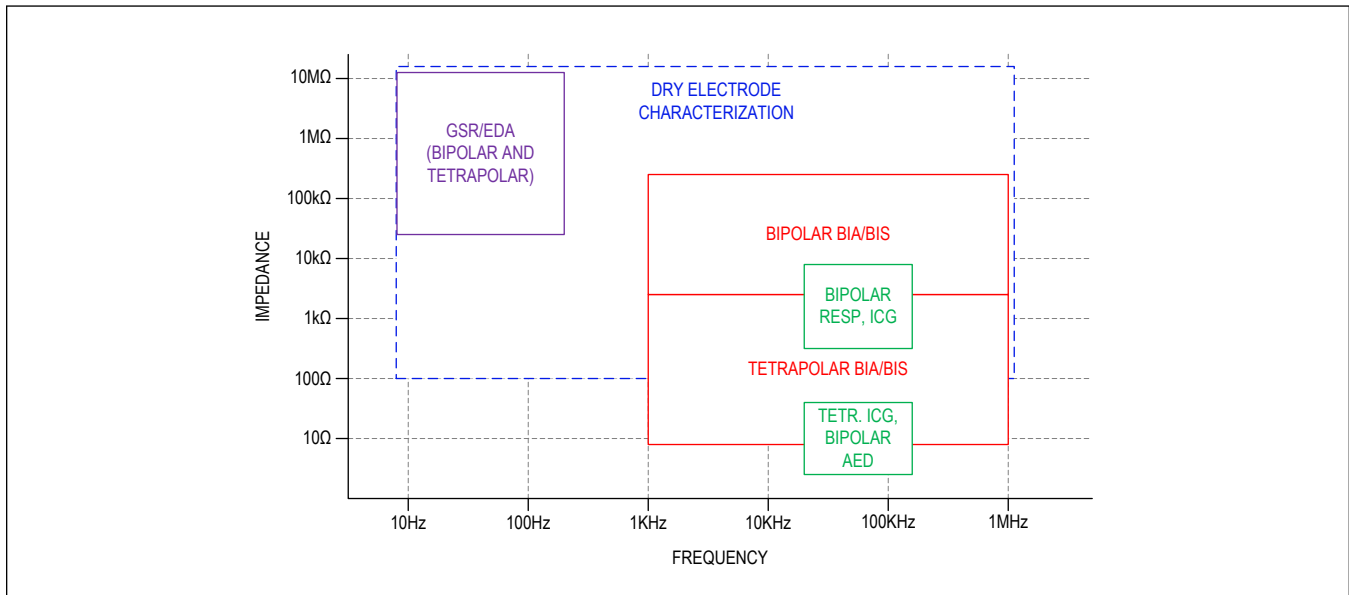 10MΩ
1MΩ
100kΩ
10kΩ
1kΩ
100Ω
10Ω
IMPEDANCE
DRY ELECTRODE
CHARACTERIZATION
GSR/EDA
(BIPOLAR AND
TETRAPOLAR)
BIPOLAR BIA/BIS
BIPOLAR
RESP, ICG
TETRAPOLAR BIA/BIS
TETR. ICG,
BIPOLAR
AED
10Hz
100Hz
1KHz
10KHz
100KHz
1MHz
FREQUENCY